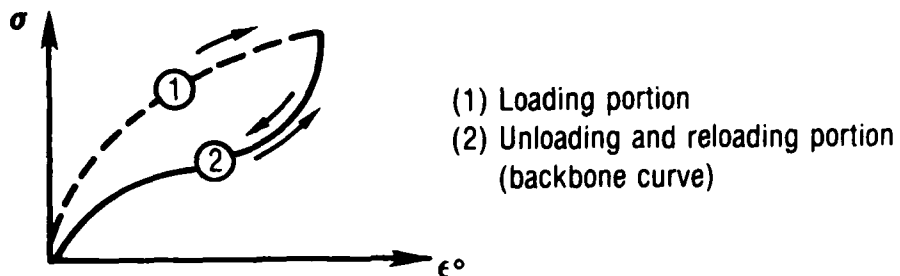 σ
1
2
ϵ°
(1) Loading portion
(2) Unloading and reloading portion
(backbone curve)